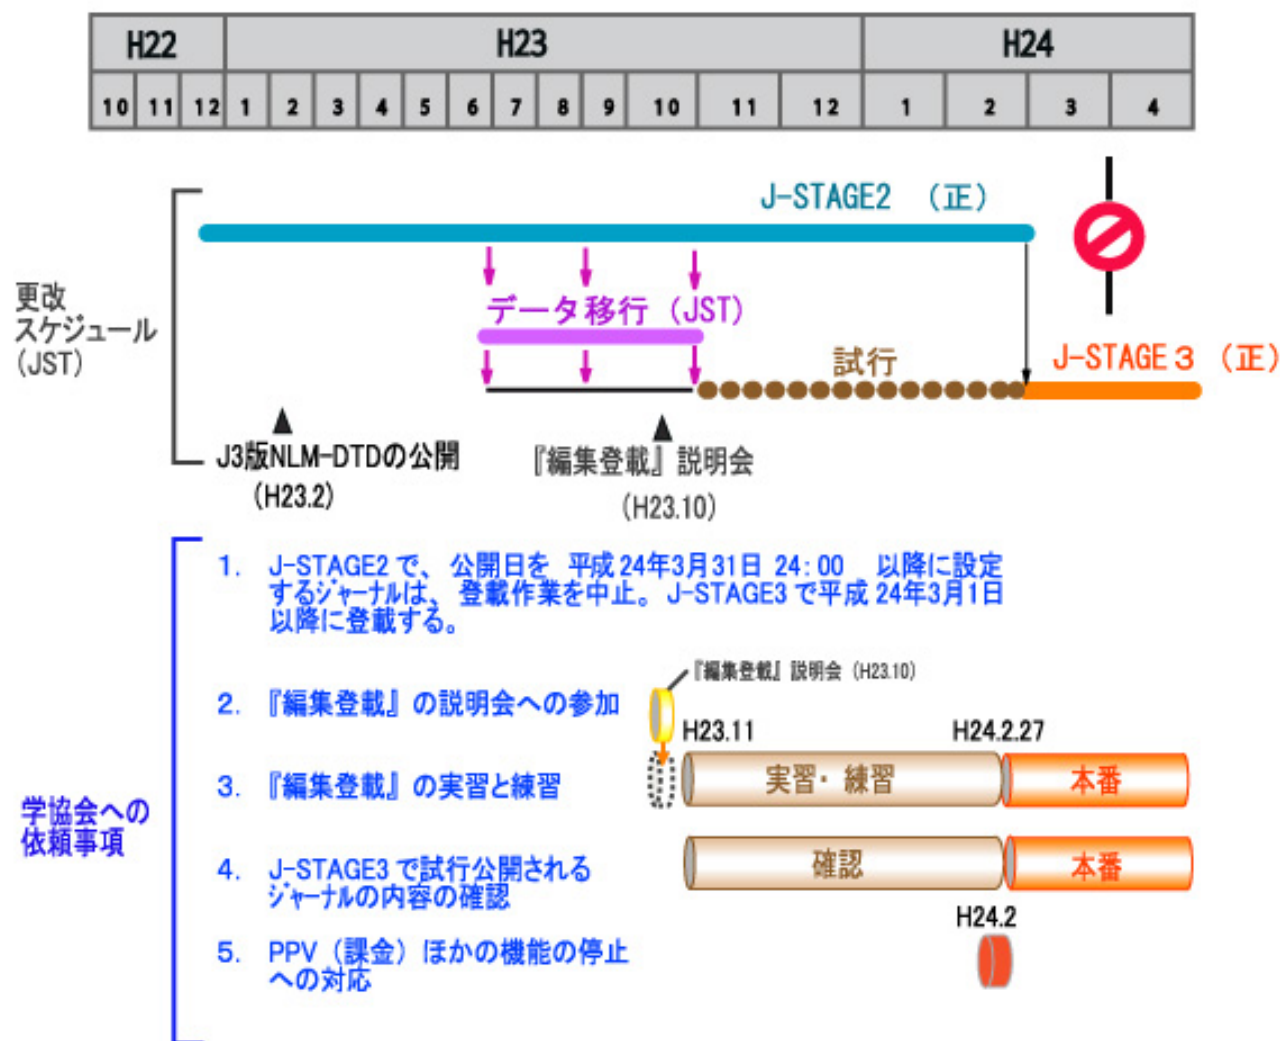 H22 H23 H24
10 11 12 1 2 3 4 5 6 7 8 9 10 11 12 1 2 3 4
J-STAGE2 （正）
更改
スケジュール
(JST)
データ移行（JST）
試行
J-STAGE３（正）
J3版NLM-DTDの公開
(H23.2)
『編集登載』説明会
(H23.10)
学協会への
依頼事項
1. J-STAGE2 で、 公開日を 平成 24年3月31日 24：00 以降に設定
するｼﾞｬｰﾅﾙは、 登載作業を中止。 J-STAGE3 で平成 24年3月1日
以降に登載する。
『編集登載』説明会（H23.10）
2. 『編集登載』の説明会への参加
H23.11 H24.2.27
3. 『編集登載』の実習と練習
実習・練習 本番
4. J-STAGE3 で試行公開される
ｼﾞｬｰﾅﾙの内容の確認
確認 本番
H24.2
5. PPV（課金）ほかの機能の停止
への対応